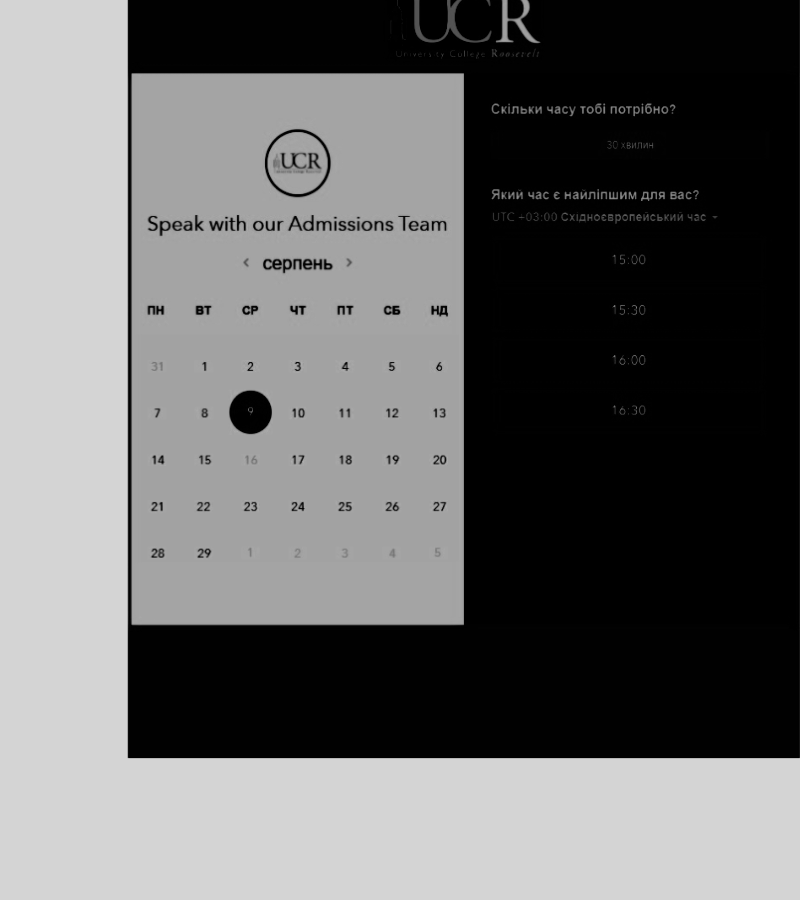 UCR
University College Roosevelt
UCR
Speak with our Admissions Team
< серпень >
ПН ВТ СР ЧТ ПТ СБ НД
31 1 2 3 4 5 6
7 8 9 10 11 12 13
14 15 16 17 18 19 20
21 22 23 24 25 26 27
28 29 1 2 3 4 5
Скільки часу тобі потрібно?
30 хвилин
Який час є найліпшим для вас?
UTC +03:00 Східноєвропейський час
15:00
15:30
16:00
16:30